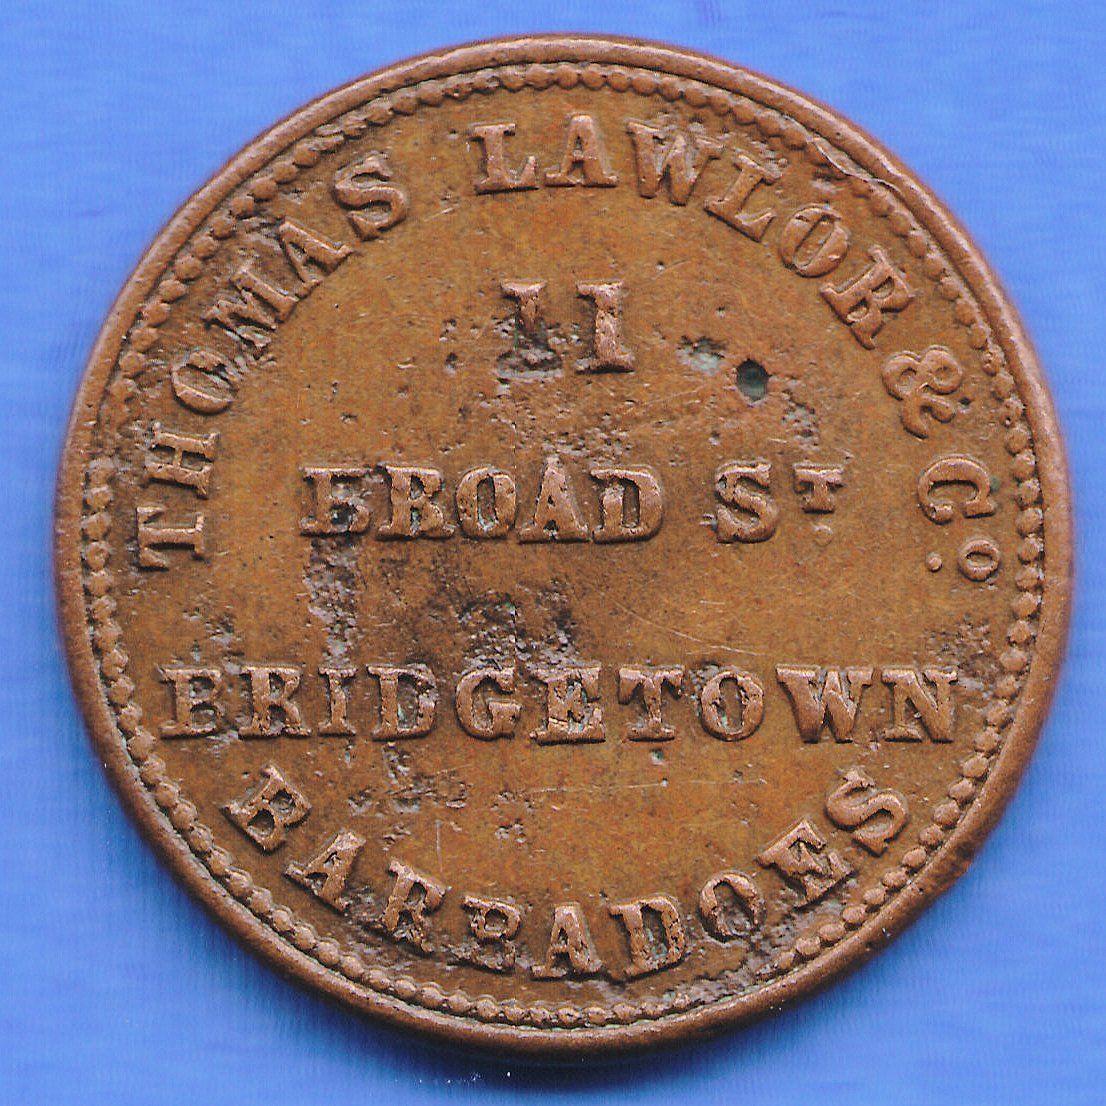 THOMAS LAWLOR & Co.
11
BROAD ST.
BRIDGETOWN
BARBADOES